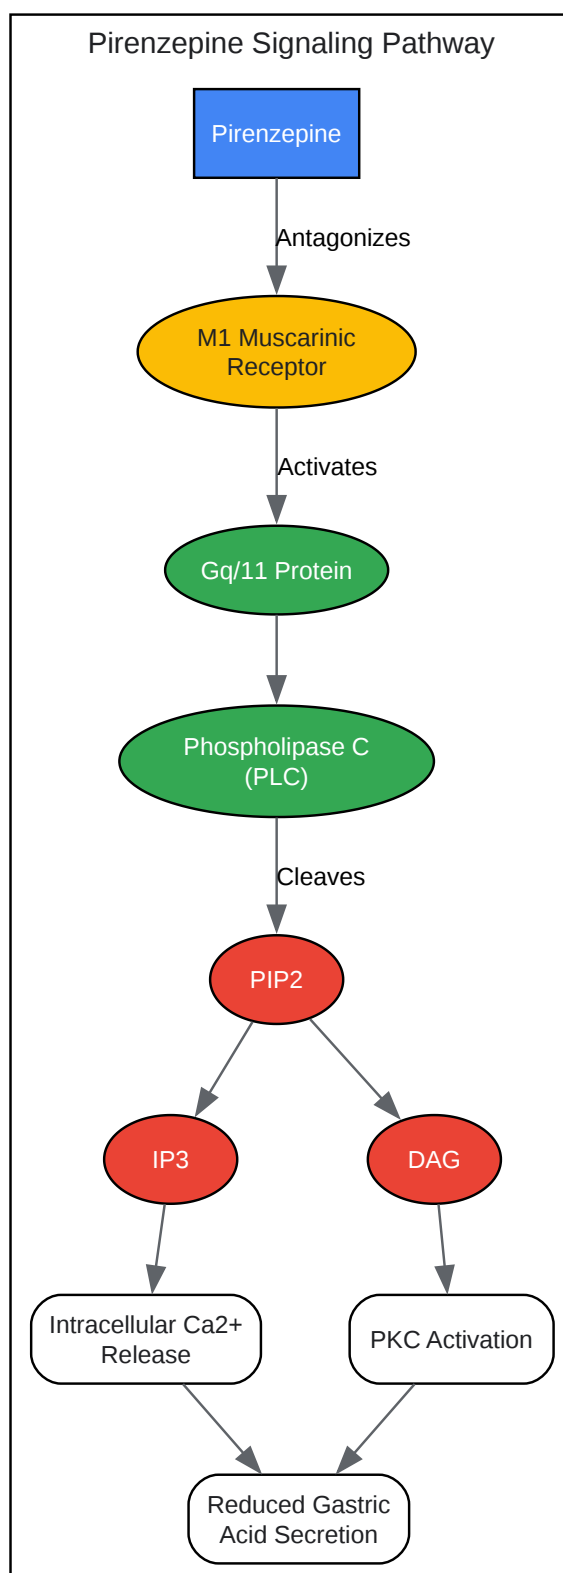 Pirenzepine Signaling Pathway
Pirenzepine
Antagonizes
M1 Muscarinic
Receptor
Activates
Gq/11 Protein
Phospholipase C
(PLC)
Cleaves
PIP2
IP3
DAG
Intracellular Ca2+
Release
PKC Activation
Reduced Gastric
Acid Secretion